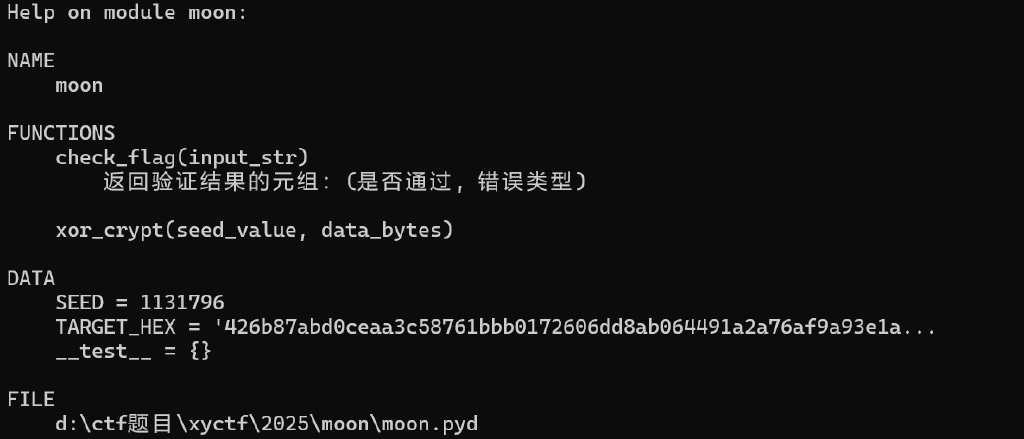 Help on module moon:
NAME
moon
FUNCTIONS
check_flag(input_str)
返回验证结果的元组: (是否通过, 错误类型)
xor_crypt(seed_value, data_bytes)
DATA
SEED = 1131796
TARGET_HEX = '426b87abd0ceaa3c58761bbb0172606dd8ab064491a2a76af9a93e1a...
__test__ = {}
FILE
d:\ctf题目\xyctf\2025\moon\moon.pyd